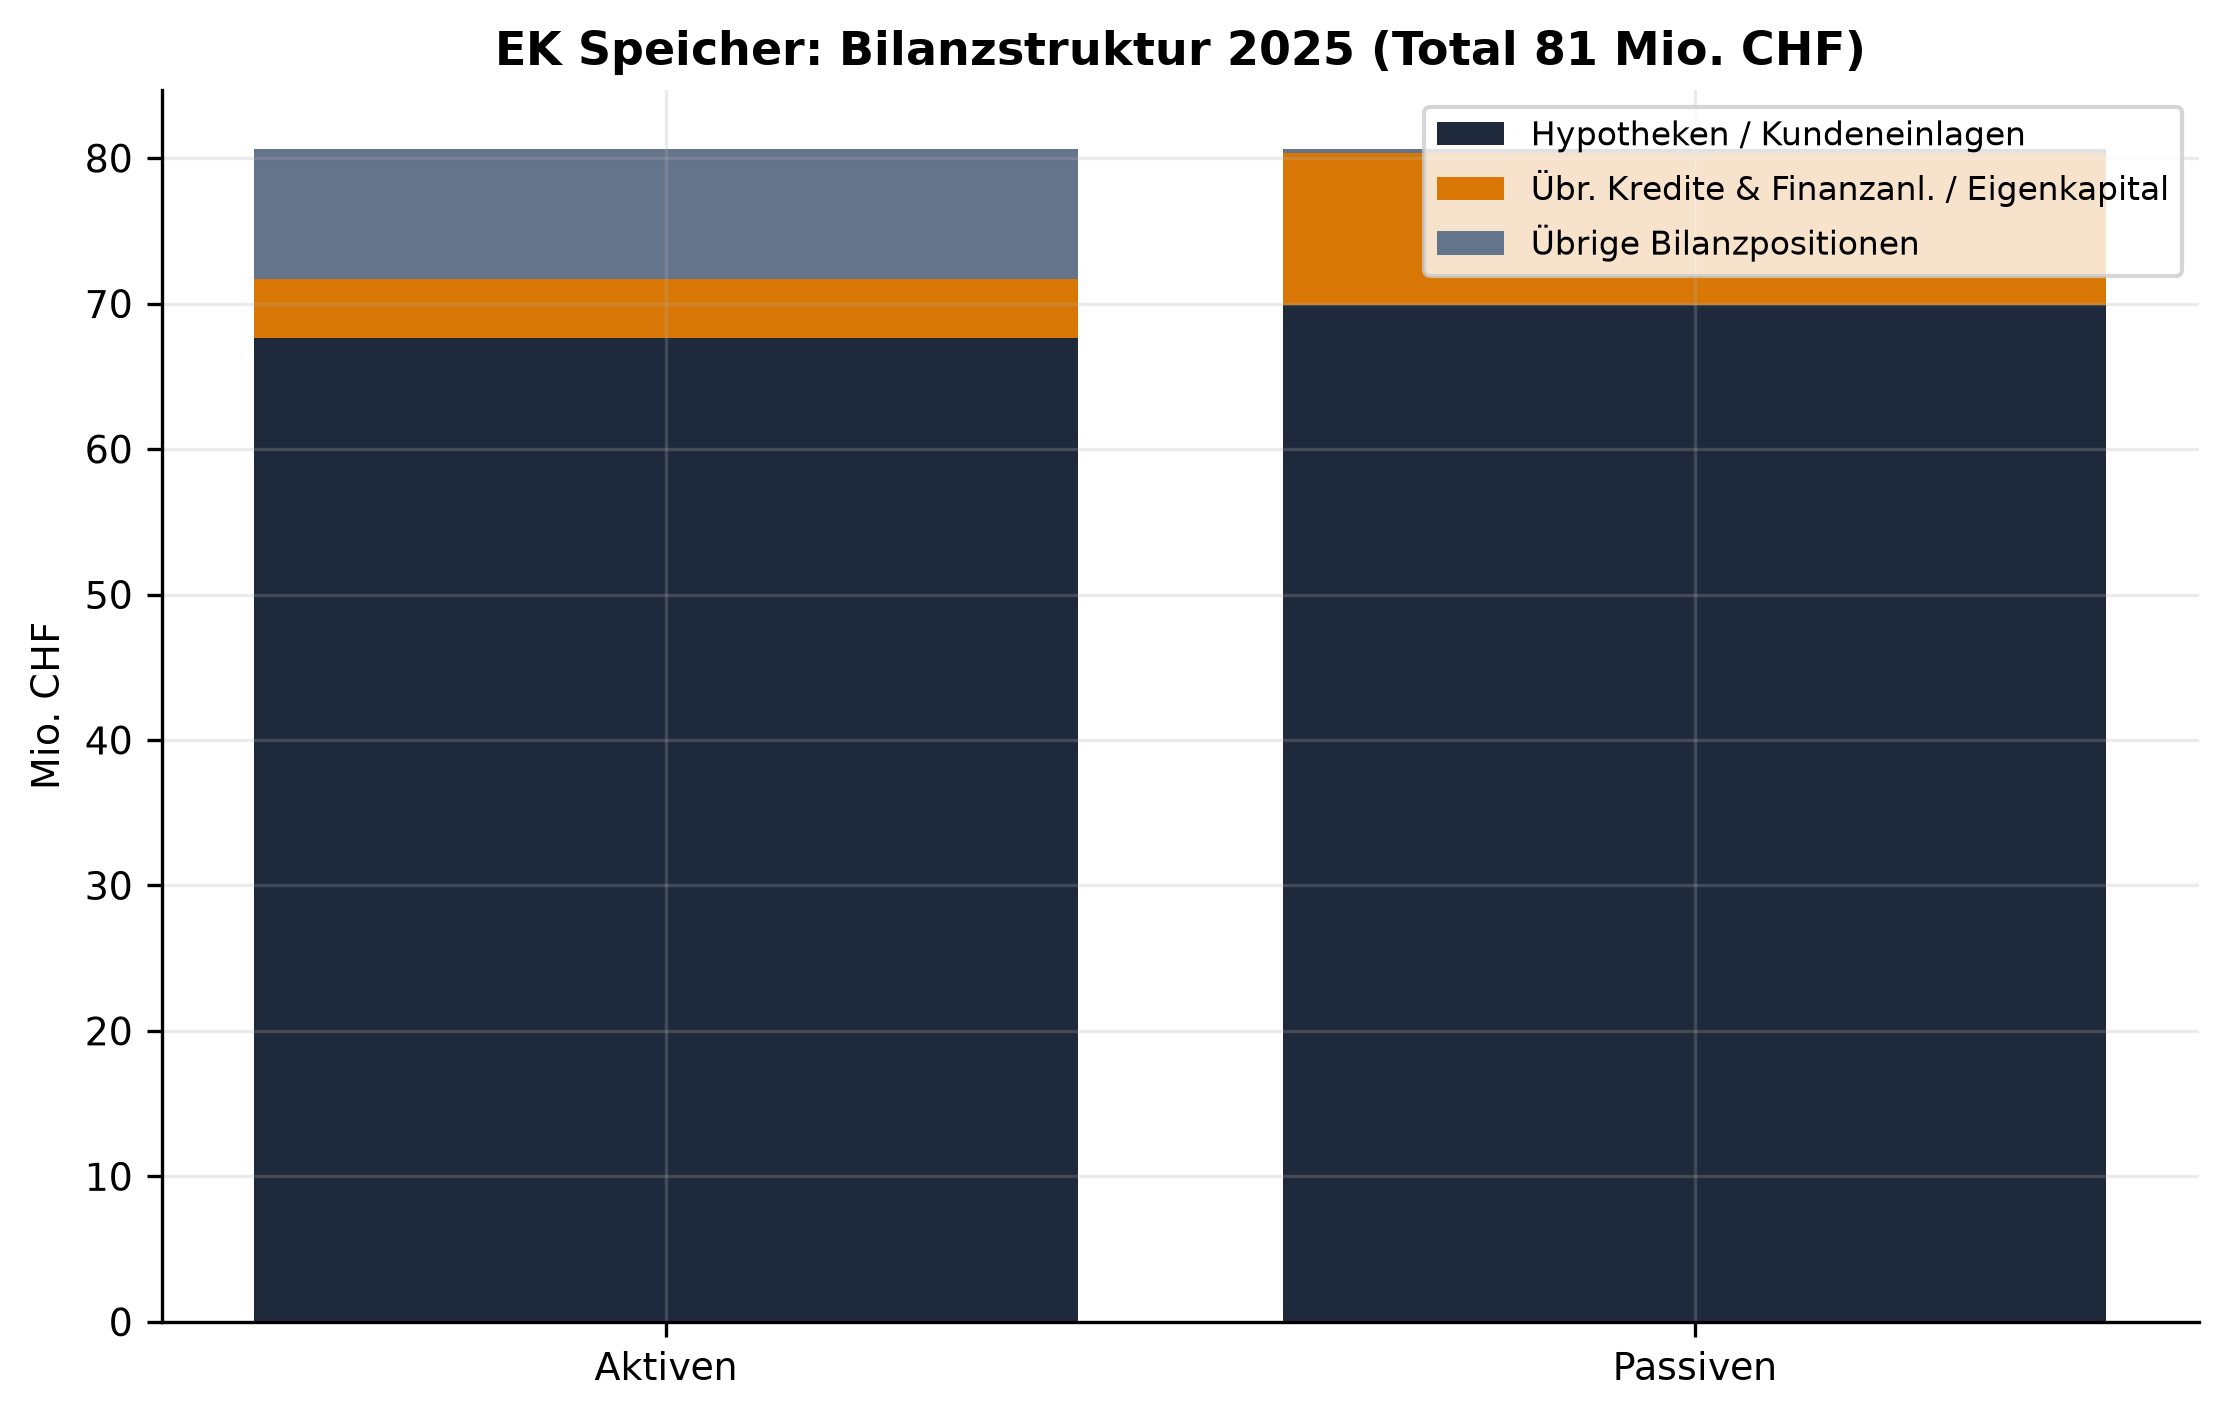 EK Speicher: Bilanzstruktur 2025 (Total 81 Mio. CHF)
Hypotheken / Kundeneinlagen
Übr. Kredite & Finanzanl. / Eigenkapital
Übrige Bilanzpositionen
Mio. CHF
80
70
60
50
40
30
20
10
0
Aktiven
Passiven